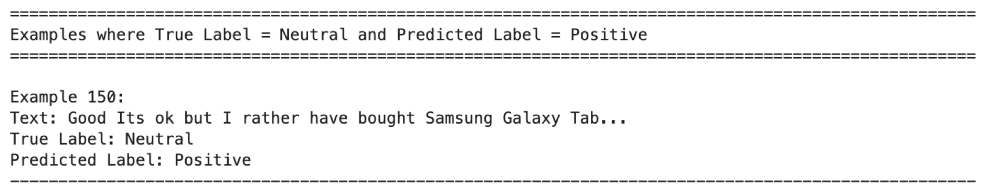 ====================================================================================================
Examples where True Label = Neutral and Predicted Label = Positive
====================================================================================================
Example 150:
Text: Good Its ok but I rather have bought Samsung Galaxy Tab...
True Label: Neutral
Predicted Label: Positive
----------------------------------------------------------------------------------------------------